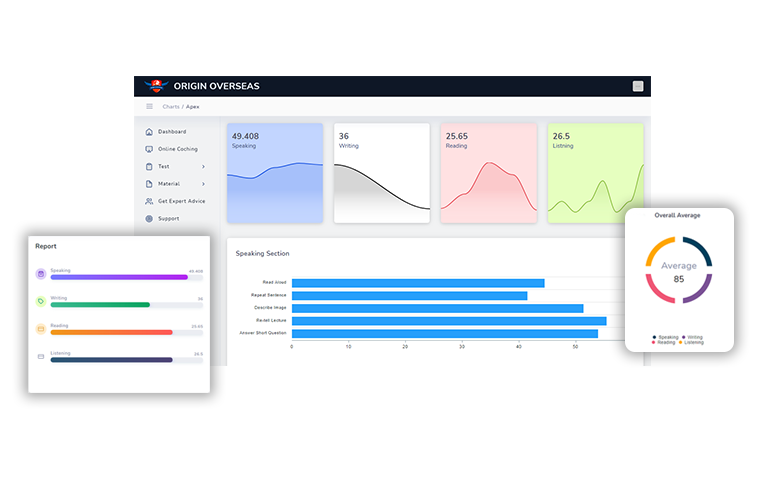 ORIGIN OVERSEAS
Charts / Apex
Dashboard
Online Coching
Text
Material
Get Expert Advice
Support
49.408
Speaking
36
Writing
25.65
Reading
26.5
Listning
Speaking Section
Read Aloud
Repeat Sentence
Describe Image
Re-tell Lecture
Answer Short Question
0 10 20 30 40 50
Report
Speaking 49.408
Writing 36
Reading 25.65
Listening 26.5
Overall Average
Average
85
Speaking Writing
Reading Listening